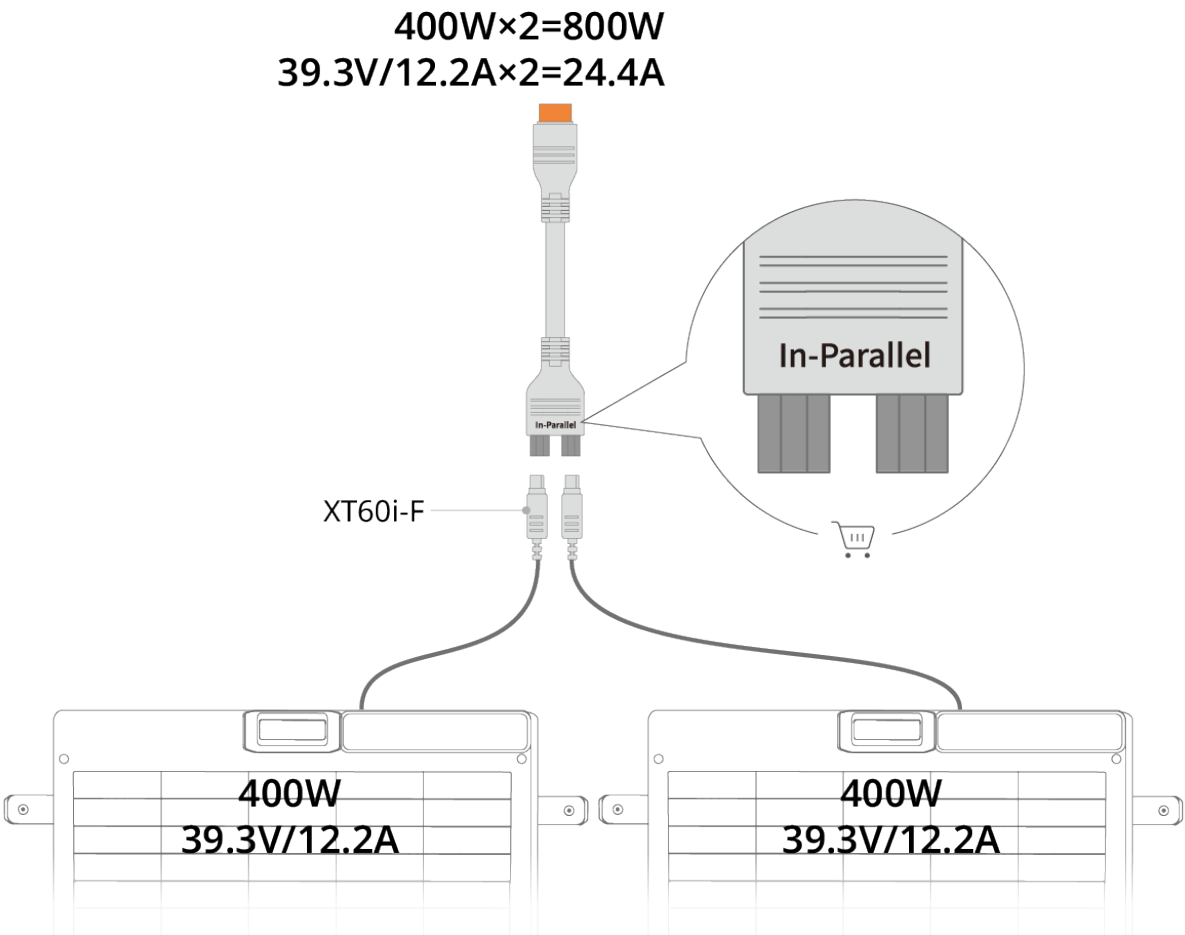 400W×2=800W
39.3V/12.2A×2=24.4A
In-Parallel
In-Parallel
XT60i-F
400W
39.3V/12.2A
400W
39.3V/12.2A